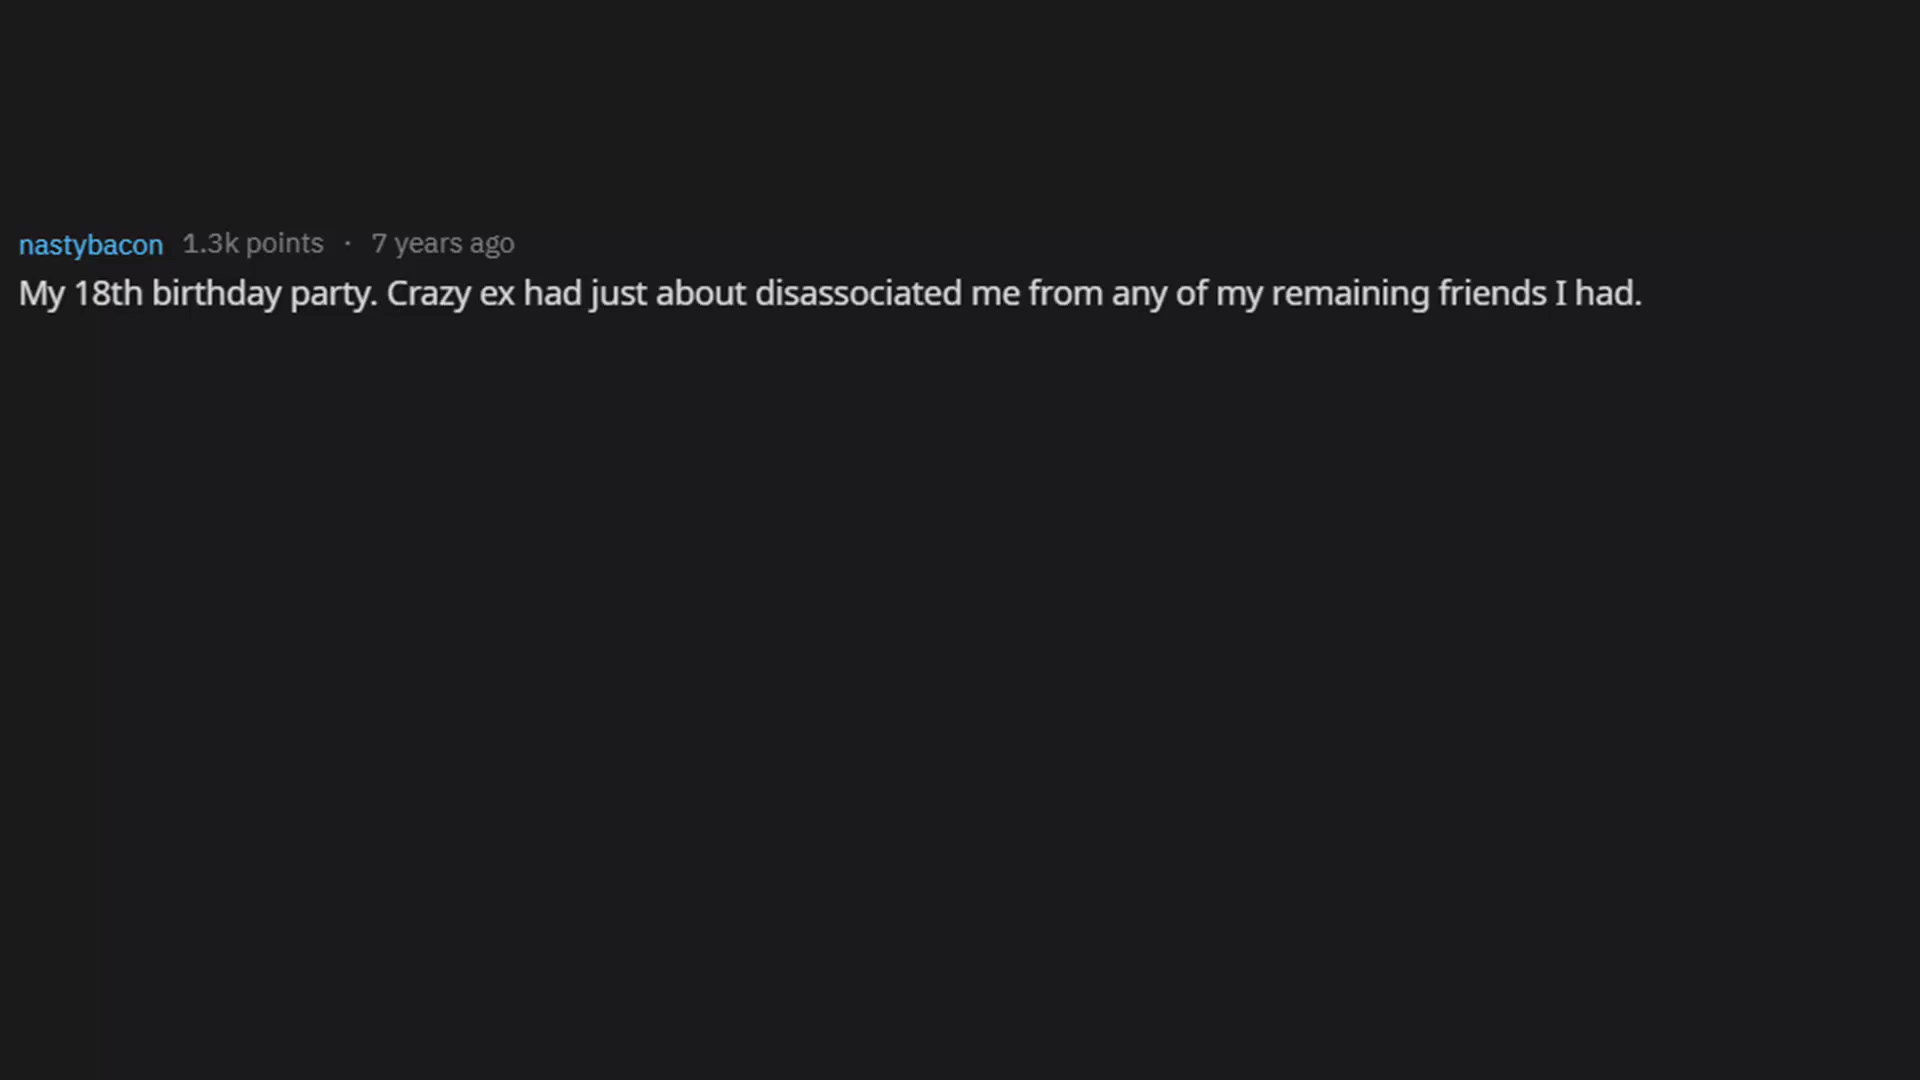 nastybacon 1.3k points · 7 years ago
My 18th birthday party. Crazy ex had just about disassociated me from any of my remaining friends I had.